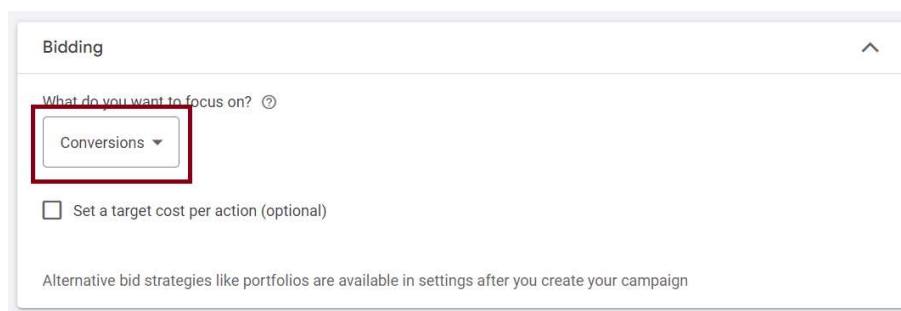 Bidding
What do you want to focus on?
Conversions
Set a target cost per action (optional)
Alternative bid strategies like portfolios are available in settings after you create your campaign